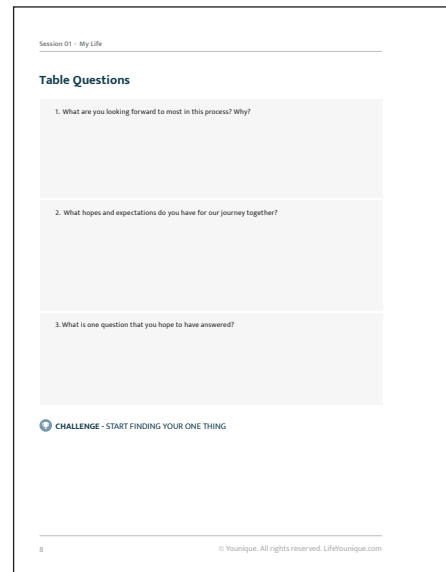 Session 01 - My Life
Table Questions
1. What are you looking forward to most in this process? Why?
2. What hopes and expectations do you have for our journey together?
3. What is one question that you hope to have answered?
CHALLENGE - START FINDING YOUR ONE THING
8 © Younique. All rights reserved. LifeYounique.com